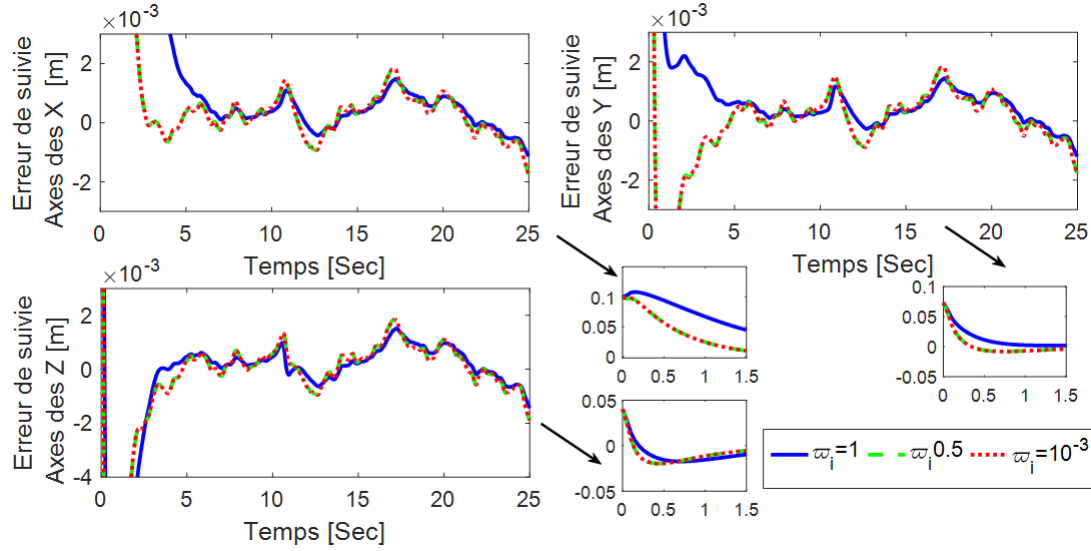 ×10⁻³
Erreur de suivie
Axes des X [m]
2
0
-2
0 5 10 15 20 25
Temps [Sec]
×10⁻³
Erreur de suivie
Axes des Y [m]
2
0
-2
0 5 10 15 20 25
Temps [Sec]
×10⁻³
Erreur de suivie
Axes des Z [m]
2
0
-2
-4
0 5 10 15 20 25
Temps [Sec]
0.1
0.05
0
0 0.5 1 1.5
0.1
0.05
0
-0.05
0 0.5 1 1.5
0.05
0
-0.05
0 0.5 1 1.5
ϖᵢ=1 ϖᵢ0.5 ϖᵢ=10⁻³